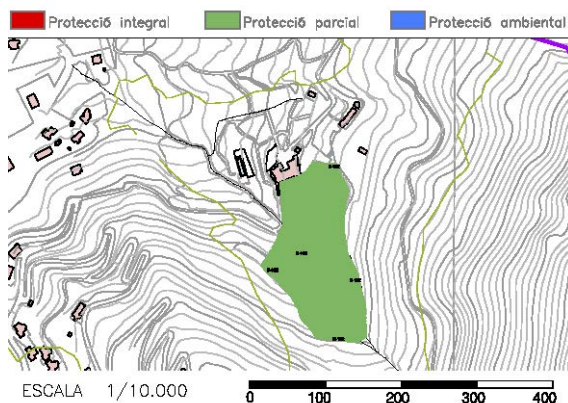 Protecció integral Protecció parcial Protecció ambiental
ESCALA 1/10.000
0 100 200 300 400